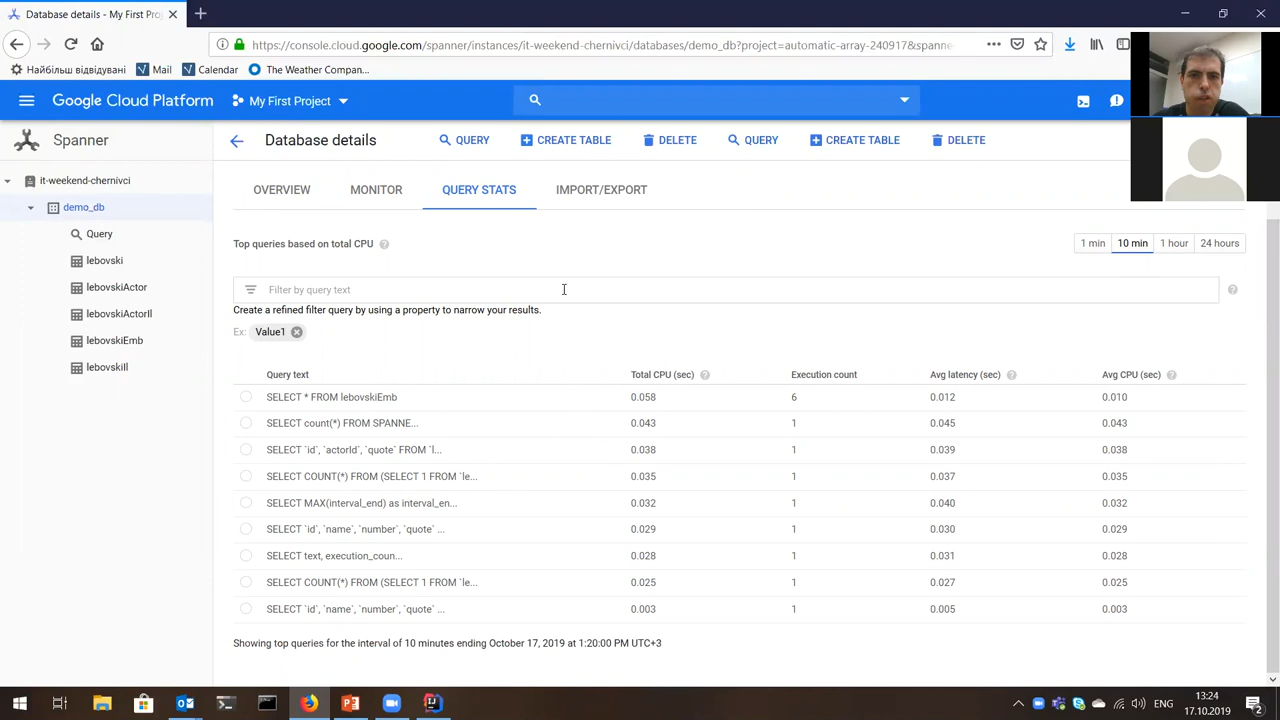 Database details - My First Proj
https://console.cloud.google.com/spanner/instances/it-weekend-chernivci/databases/demo_db?project=automatic-array-240917&spanne
Найбільш відвідувані Mail Calendar The Weather Compan...
Google Cloud Platform My First Project
Spanner Database details QUERY CREATE TABLE DELETE QUERY CREATE TABLE DELETE
it-weekend-chernivci
demo_db
Query
lebovski
lebovskiActor
lebovskiActorIl
lebovskiEmb
lebovskiIl
OVERVIEW MONITOR QUERY STATS IMPORT/EXPORT
Top queries based on total CPU 1 min 10 min 1 hour 24 hours
Filter by query text
Create a refined filter query by using a property to narrow your results.
Ex: Value1
Query text Total CPU (sec) Execution count Avg latency (sec) Avg CPU (sec)
SELECT * FROM lebovskiEmb 0.058 6 0.012 0.010
SELECT count(*) FROM SPANNE... 0.043 1 0.045 0.043
SELECT `id`, `actorId`, `quote` FROM `l... 0.038 1 0.039 0.038
SELECT COUNT(*) FROM (SELECT 1 FROM `le... 0.035 1 0.037 0.035
SELECT MAX(interval_end) as interval_en... 0.032 1 0.040 0.032
SELECT `id`, `name`, `number`, `quote` ... 0.029 1 0.030 0.029
SELECT text, execution_coun... 0.028 1 0.031 0.028
SELECT COUNT(*) FROM (SELECT 1 FROM `le... 0.025 1 0.027 0.025
SELECT `id`, `name`, `number`, `quote` ... 0.003 1 0.005 0.003
Showing top queries for the interval of 10 minutes ending October 17, 2019 at 1:20:00 PM UTC+3
ENG 13:24
17.10.2019 2